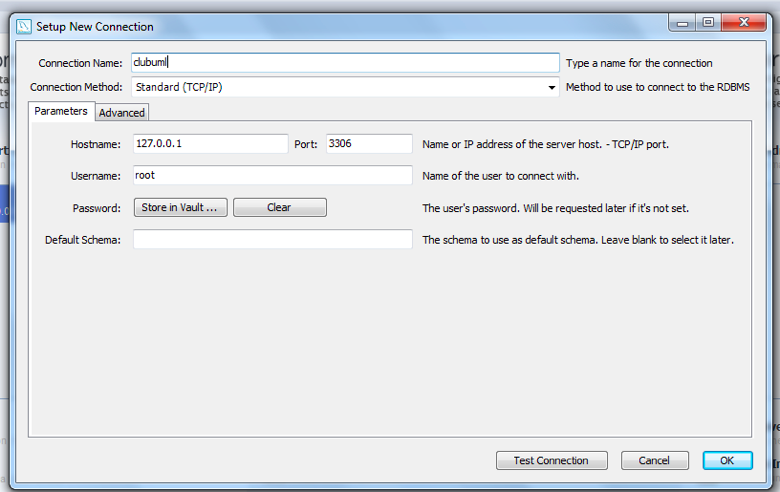 Setup New Connection
Connection Name: clubuml Type a name for the connection
Connection Method: Standard (TCP/IP) Method to use to connect to the RDBMS
Parameters Advanced
Hostname: 127.0.0.1 Port: 3306 Name or IP address of the server host. - TCP/IP port.
Username: root Name of the user to connect with.
Password: Store in Vault ... Clear The user's password. Will be requested later if it's not set.
Default Schema: The schema to use as default schema. Leave blank to select it later.
Test Connection Cancel OK